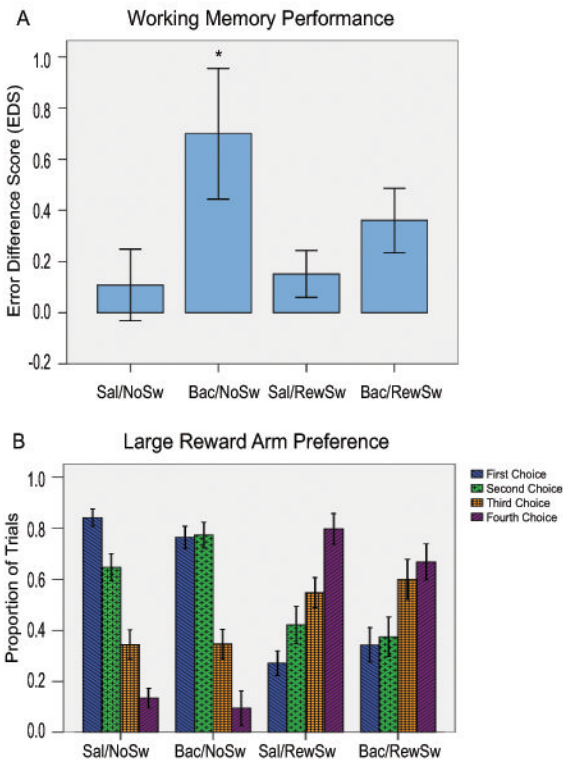 A
Working Memory Performance
Error Difference Score (EDS)
1.0
0.8
0.6
0.4
0.2
0.0
-0.2
*
Sal/NoSw Bac/NoSw Sal/RewSw Bac/RewSw
B
Large Reward Arm Preference
Proportion of Trials
1.0
0.8
0.6
0.4
0.2
0.0
First Choice
Second Choice
Third Choice
Fourth Choice
Sal/NoSw Bac/NoSw Sal/RewSw Bac/RewSw